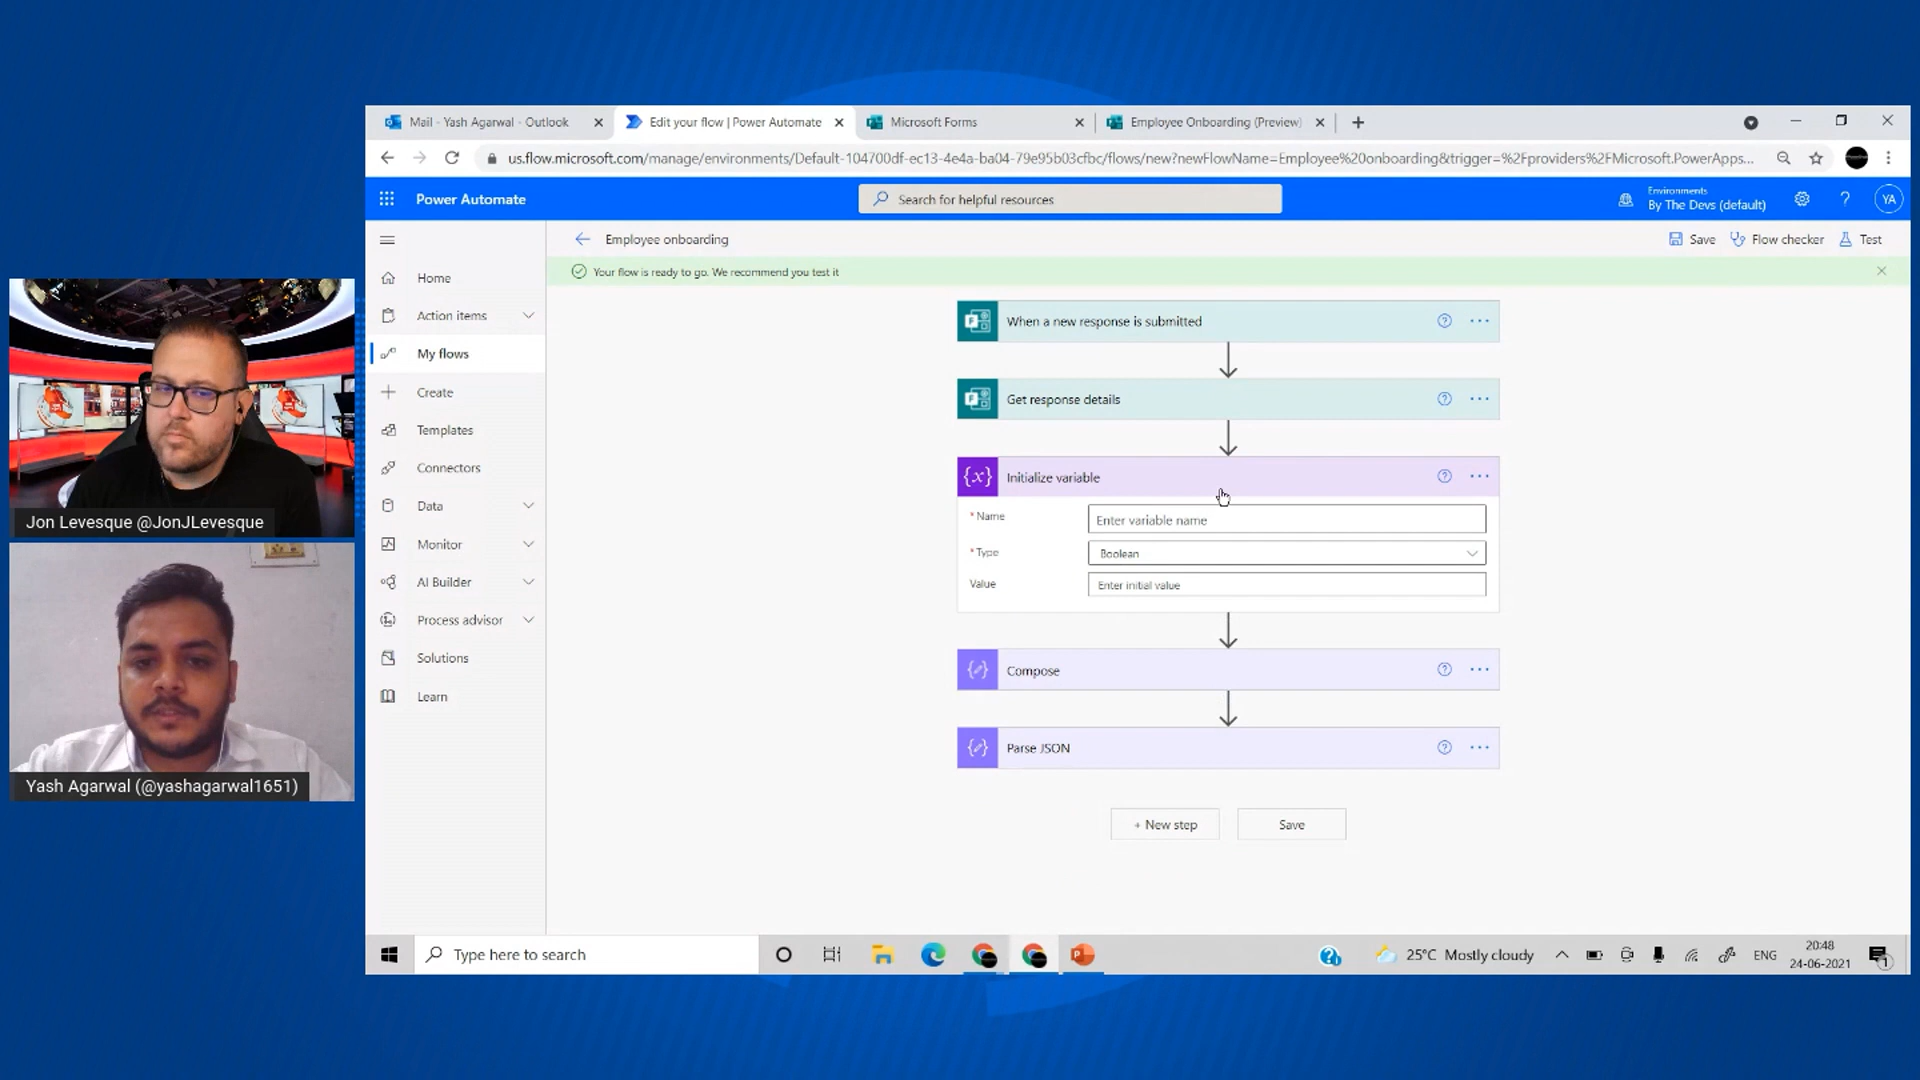 Mail - Yash Agarwal - Outlook
Edit your flow | Power Automate
Microsoft Forms
Employee Onboarding (Preview)
us.flow.microsoft.com/manage/environments/Default-104700df-ec13-4e4a-ba04-79e95b03cfbc/flows/new?newFlowName=Employee%20onboarding&trigger=%2Fproviders%2FMicrosoft.PowerApps...
Power Automate
Search for helpful resources
Environments
By The Devs (default)
?
YA
Employee onboarding
Save
Flow checker
Test
Your flow is ready to go. We recommend you test it
Home
Action items
My flows
Create
Templates
Connectors
Data
Monitor
AI Builder
Process advisor
Solutions
Learn
When a new response is submitted
Get response details
{x} Initialize variable
* Name
Enter variable name
* Type
Boolean
Value
Enter initial value
Compose
Parse JSON
+ New step
Save
Jon Levesque @JonJLevesque
Yash Agarwal (@yashagarwal1651)
Type here to search
25°C Mostly cloudy
ENG
20:48
24-06-2021
1